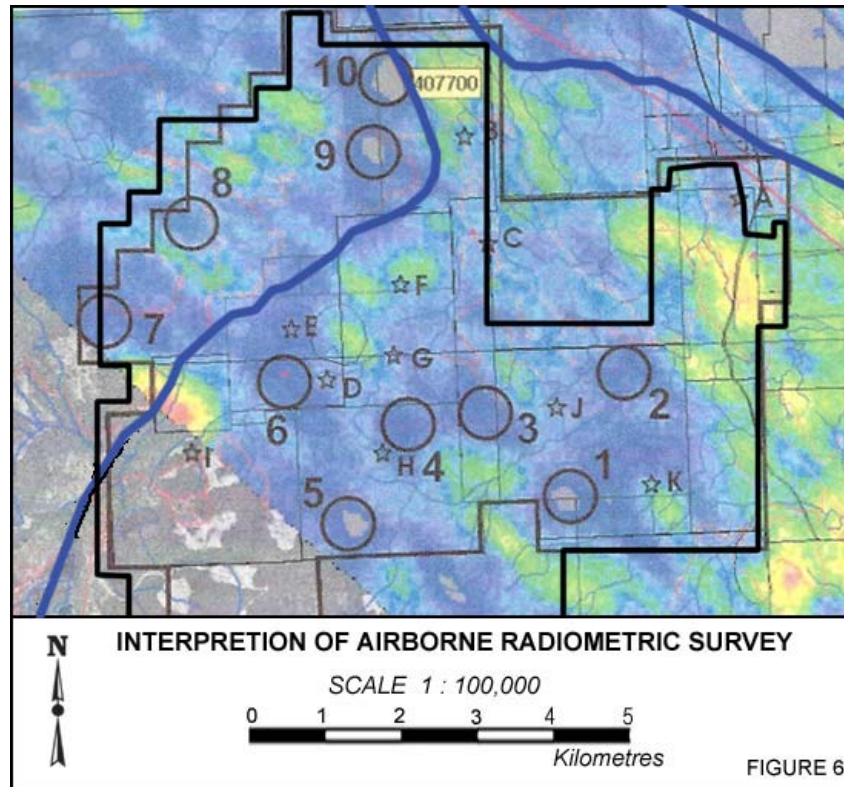 10
407700
9
B
8
A
C
F
7
E
G
D
6
J
2
3
4
I
H
1
K
5
N
INTERPRETION OF AIRBORNE RADIOMETRIC SURVEY
SCALE 1 : 100,000
0 1 2 3 4 5
Kilometres
FIGURE 6